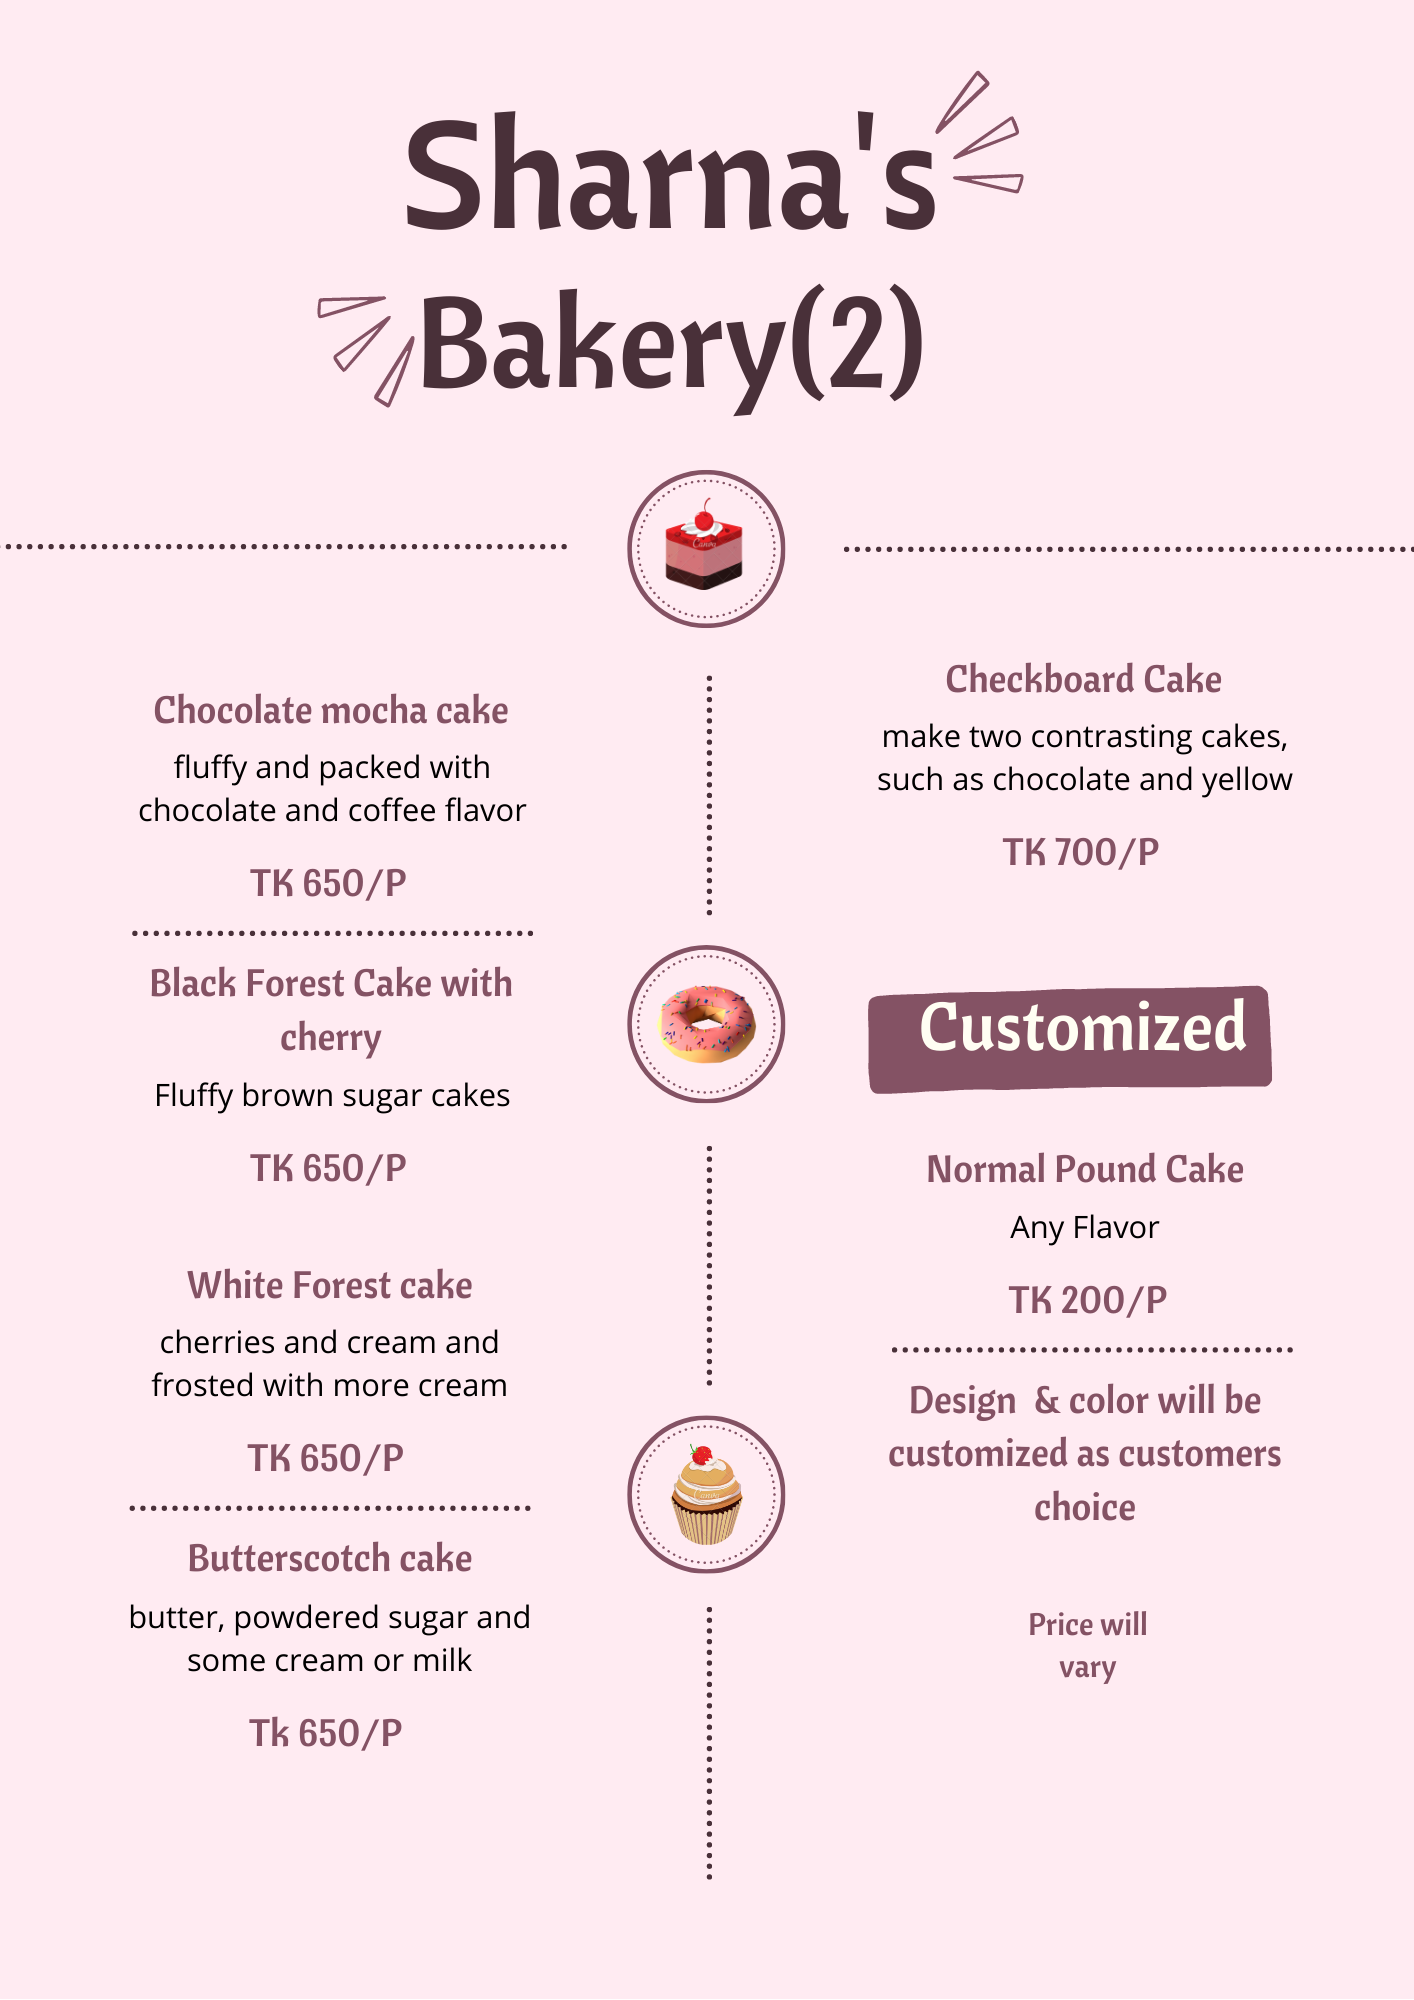 Sharna's
Bakery(2)
Chocolate mocha cake
fluffy and packed with
chocolate and coffee flavor
TK 650/P
Black Forest Cake with
cherry
Fluffy brown sugar cakes
TK 650/P
White Forest cake
cherries and cream and
frosted with more cream
TK 650/P
Butterscotch cake
butter, powdered sugar and
some cream or milk
Tk 650/P
Checkboard Cake
make two contrasting cakes,
such as chocolate and yellow
TK 700/P
Customized
Normal Pound Cake
Any Flavor
TK 200/P
Design & color will be
customized as customers
choice
Price will
vary
Canva
Canva